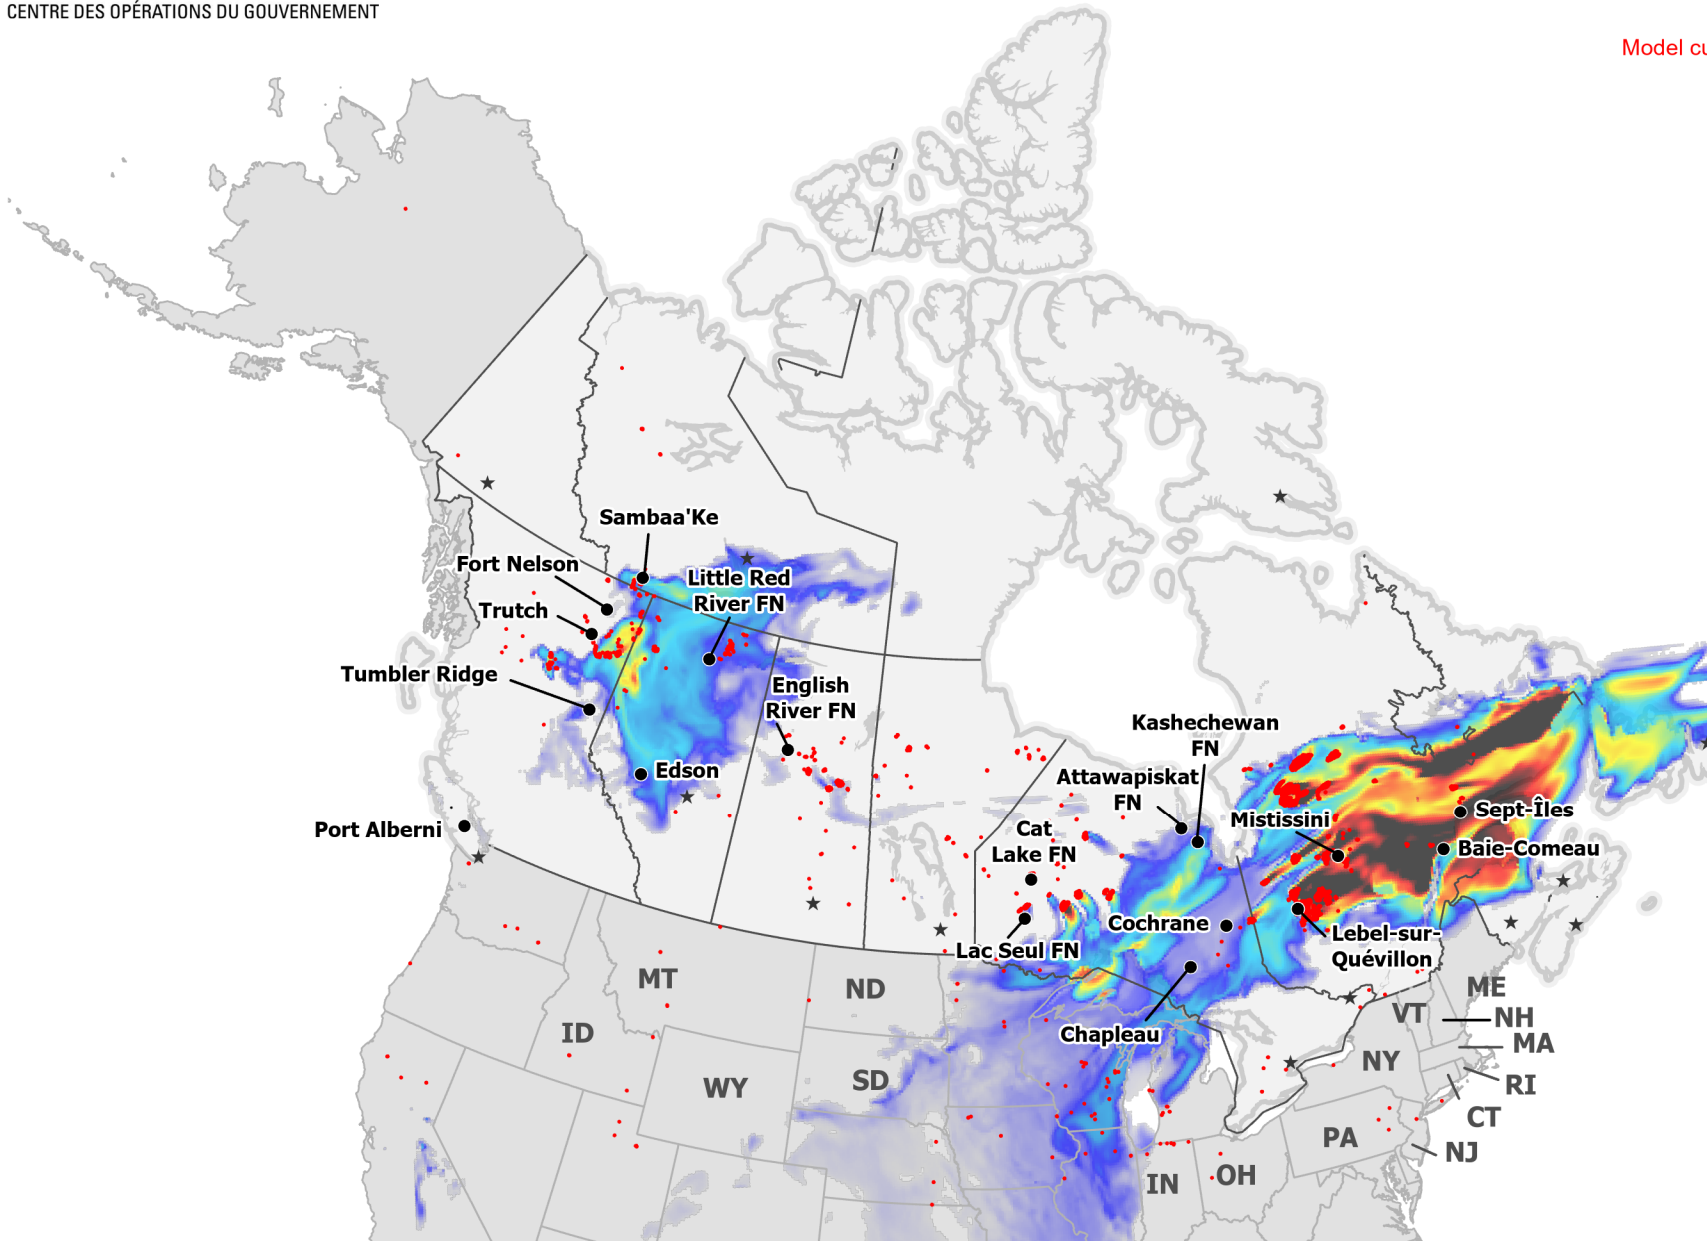 CENTRE DES OPÉRATIONS DU GOUVERNEMENT
Model cu
Sambaa'Ke
Fort Nelson
Little Red
River FN
Trutch
Tumbler Ridge
English
River FN
Kashechewan
FN
Edson
Attawapiskat
FN
Sept-Îles
Mistissini
Port Alberni
Cat
Lake FN
Baie-Comeau
Cochrane
Lebel-sur-
Quévillon
Lac Seul FN
MT
ND
ME
VT
NH
Chapleau
ID
MA
NY
SD
WY
RI
CT
PA
NJ
OH
IN